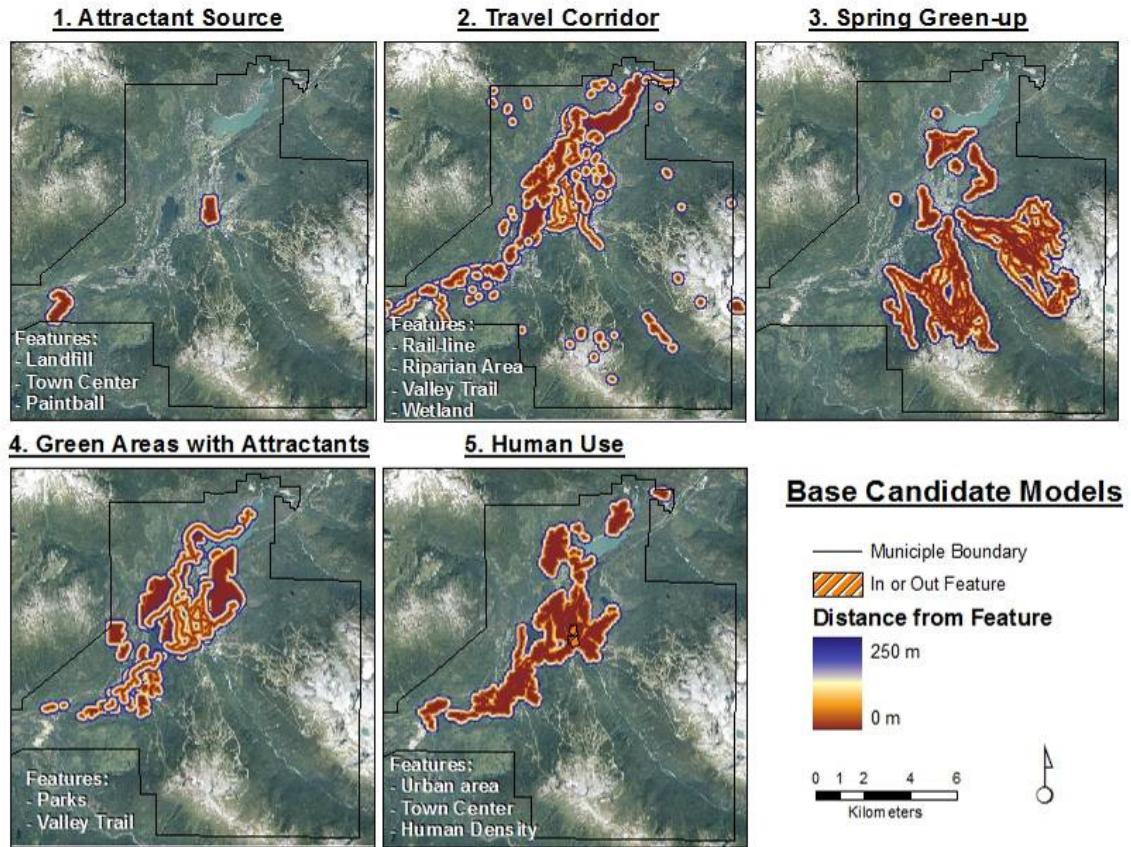 1. Attractant Source
2. Travel Corridor
3. Spring Green-up
Features:
- Landfill
- Town Center
- Paintball
Features:
- Rail-line
- Riparian Area
- Valley Trail
- Wetland
4. Green Areas with Attractants
5. Human Use
Features:
- Parks
- Valley Trail
Features:
- Urban area
- Town Center
- Human Density
Base Candidate Models
Municiple Boundary
In or Out Feature
Distance from Feature
250 m
0 m
0 1 2 4 6
Kilometers